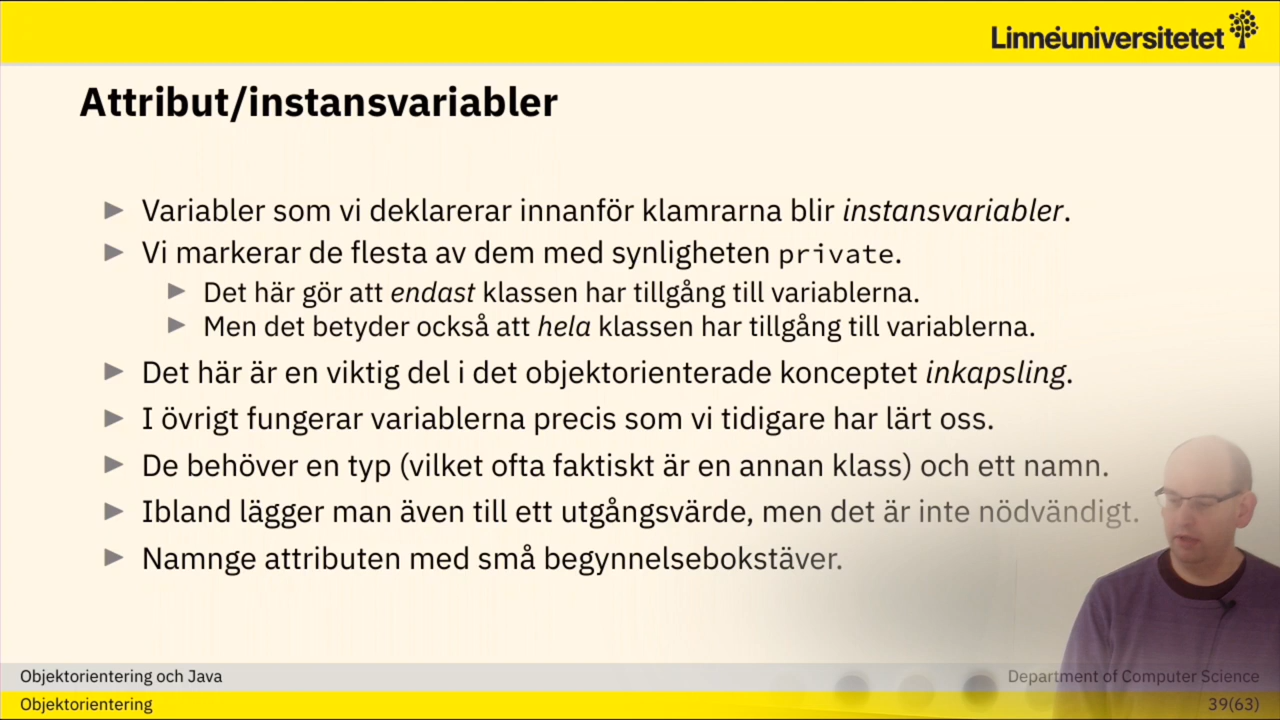 Linnéuniversitetet
Attribut/instansvariabler
Variabler som vi deklarerar innanför klamrarna blir instansvariabler.
Vi markerar de flesta av dem med synligheten private.
Det här gör att endast klassen har tillgång till variablerna.
Men det betyder också att hela klassen har tillgång till variablerna.
Det här är en viktig del i det objektorienterade konceptet inkapsling.
I övrigt fungerar variablerna precis som vi tidigare har lärt oss.
De behöver en typ (vilket ofta faktiskt är en annan klass) och ett namn.
Ibland lägger man även till ett utgångsvärde, men det är inte nödvändigt.
Namnge attributen med små begynnelsebokstäver.
Objektorientering och Java
Department of Computer Science
Objektorientering
39(63)